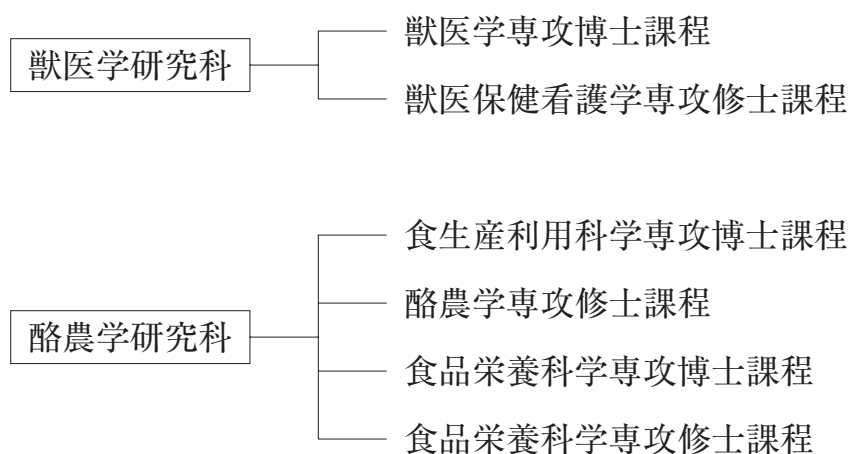 獣医学研究科
獣医学専攻博士課程
獣医保健看護学専攻修士課程
酪農学研究科
食生産利用科学専攻博士課程
酪農学専攻修士課程
食品栄養科学専攻博士課程
食品栄養科学専攻修士課程